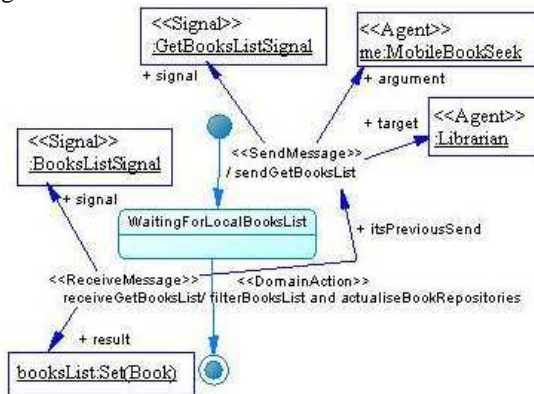 <<Signal>>
:GetBooksListSignal
<<Agent>>
me:MobileBookSeek
+ signal
+ argument
<<Agent>>
:Librarian
+ target
<<Signal>>
:BooksListSignal
<<SendMessage>>
/ sendGetBooksList
+ signal
WaitingForLocalBooksList
+ itsPreviousSend
<<ReceiveMessage>>
<<DomainAction>>
receiveGetBooksList/ filterBooksList and actualiseBookRepositories
+ result
booksList:Set(Book)